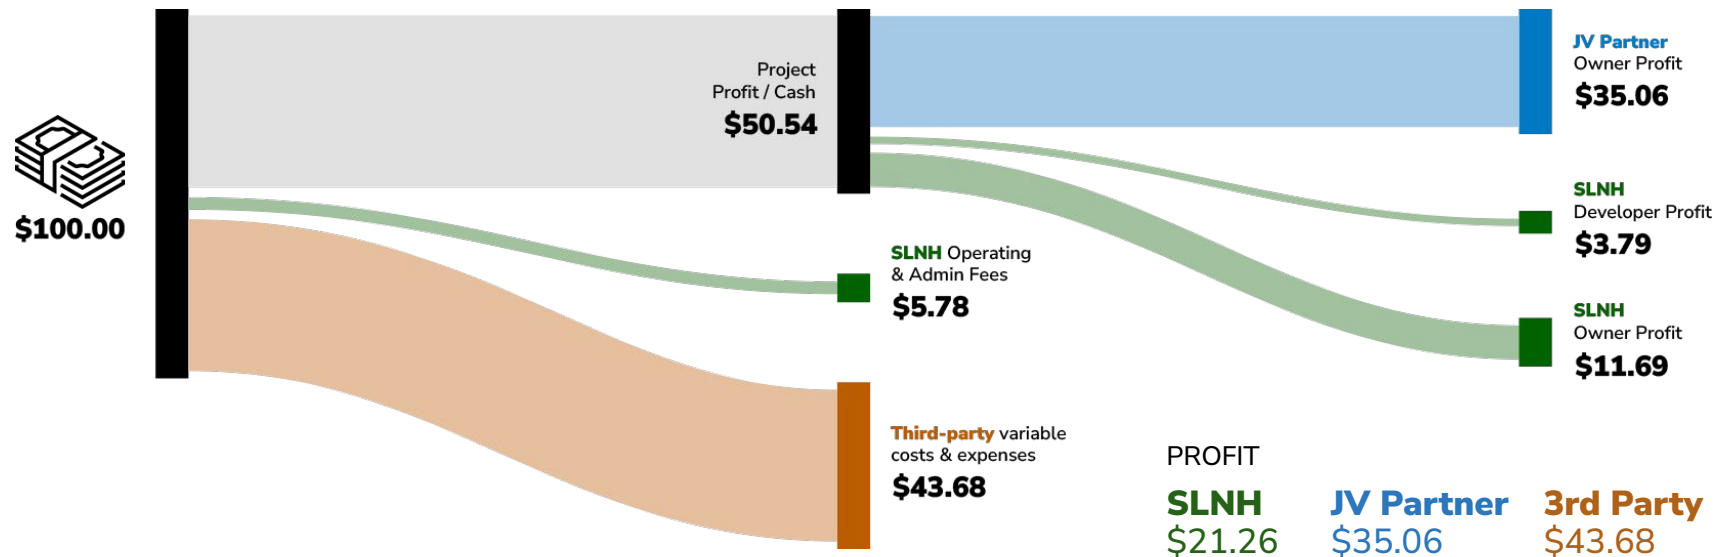 $100.00
Project
Profit / Cash
$50.54
SLNH Operating
& Admin Fees
$5.78
Third-party variable
costs & expenses
$43.68
JV Partner
Owner Profit
$35.06
SLNH
Developer Profit
$3.79
SLNH
Owner Profit
$11.69
PROFIT
SLNH JV Partner 3rd Party
$21.26 $35.06 $43.68